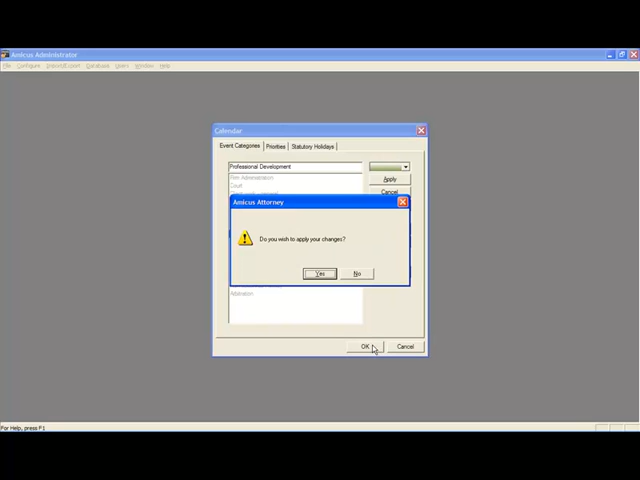 Amicus Administrator
File Configure Import/Export Database Users Window Help
Calendar
Event Categories Priorities Statutory Holidays
Professional Development
Firm Administration
Apply
Court
Cancel
Amicus Attorney
Do you wish to apply your changes?
Yes No
Arbitration
OK Cancel
For Help, press F1